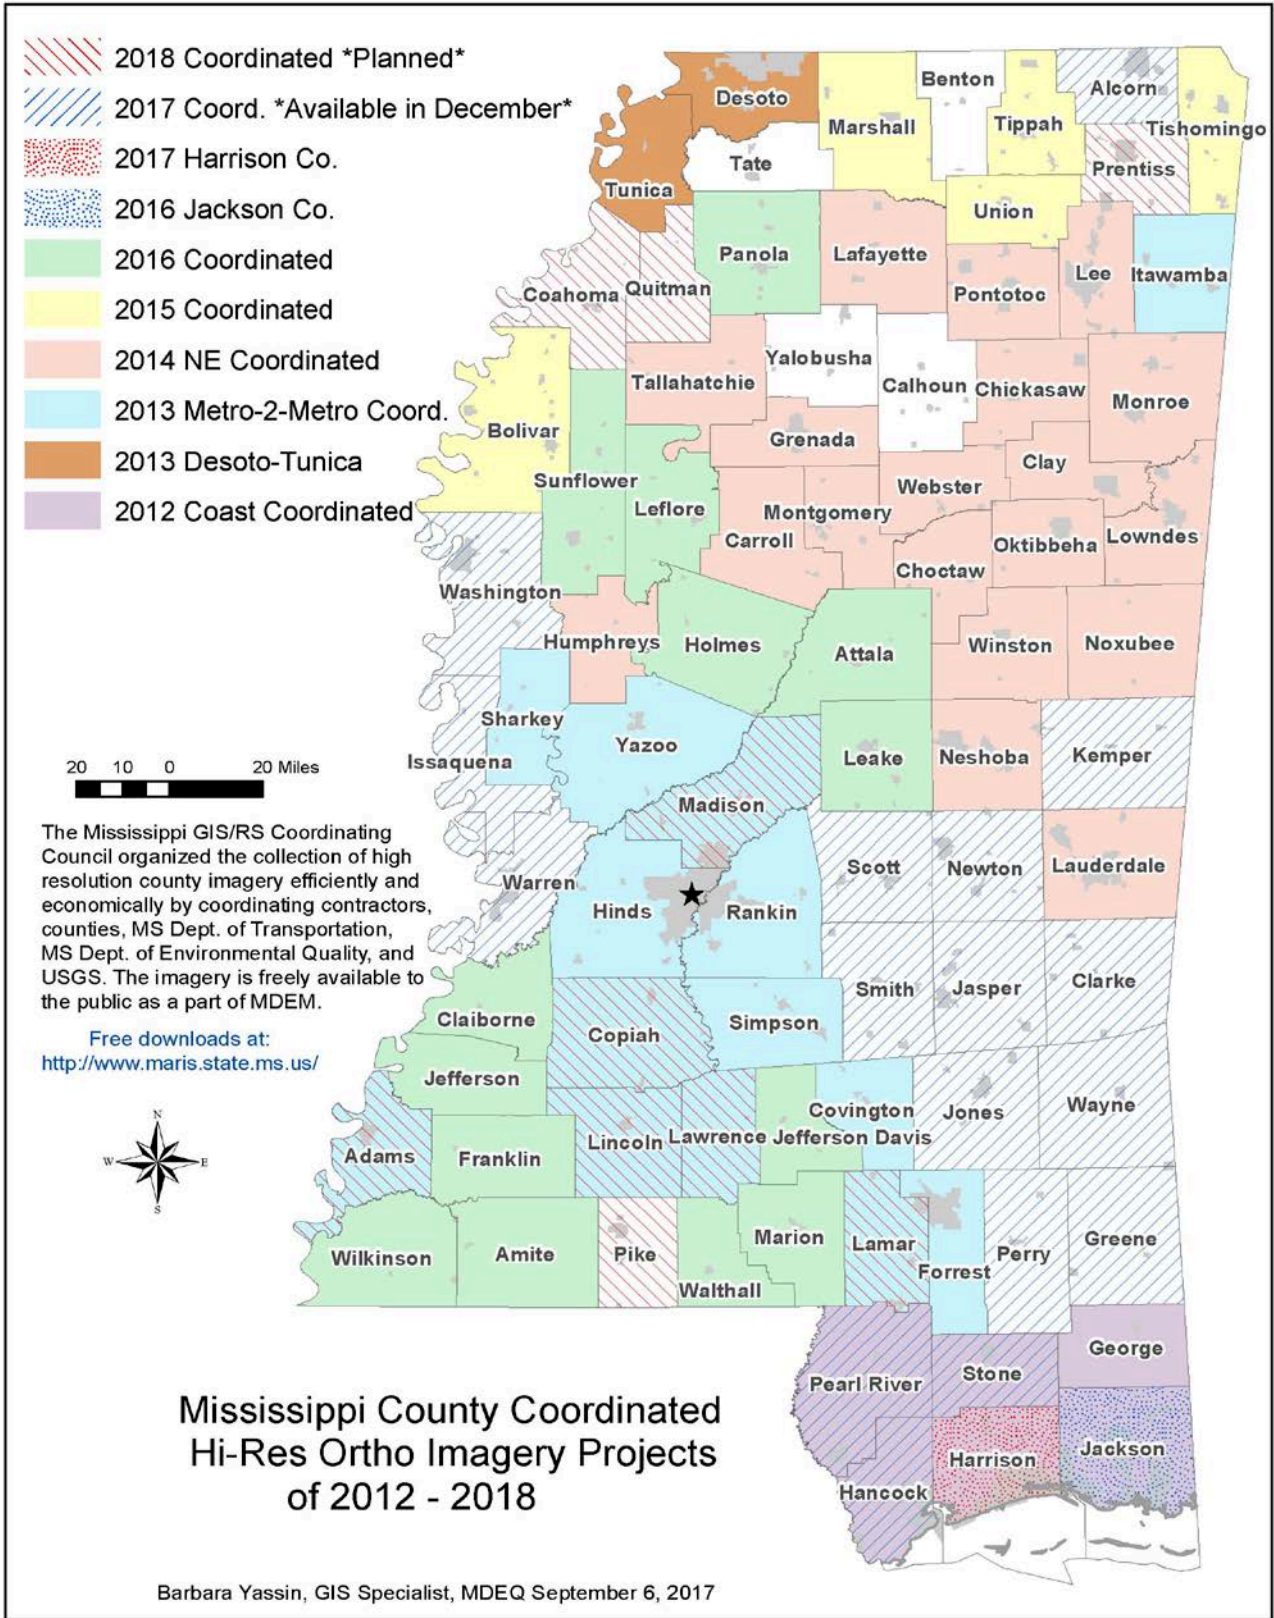 2018 Coordinated *Planned*
2017 Coord. *Available in December*
2017 Harrison Co.
2016 Jackson Co.
2016 Coordinated
2015 Coordinated
2014 NE Coordinated
2013 Metro-2-Metro Coord.
2013 Desoto-Tunica
2012 Coast Coordinated
Desoto
Marshall
Benton
Tippah
Alcorn
Tishomingo
Prentiss
Tate
Tunica
Union
Panola
Lafayette
Pontotoc
Lee
Itawamba
Coahoma
Quitman
Yalobusha
Calhoun
Chickasaw
Monroe
Tallahatchie
Bolivar
Grenada
Clay
Sunflower
Leflore
Webster
Montgomery
Carroll
Oktibbeha
Lowndes
Choctaw
Washington
Humphreys
Holmes
Attala
Winston
Noxubee
Sharkey
Yazoo
Issaquena
Leake
Neshoba
Kemper
Madison
Warren
Hinds
Rankin
Scott
Newton
Lauderdale
Smith
Jasper
Clarke
Claiborne
Copiah
Simpson
Jefferson
Covington
Jones
Wayne
Adams
Franklin
Lincoln
Lawrence
Jefferson Davis
Wilkinson
Amite
Pike
Walthall
Marion
Lamar
Forrest
Perry
Greene
George
Pearl River
Stone
Harrison
Jackson
Hancock
20 10 0 20 Miles
The Mississippi GIS/RS Coordinating
Council organized the collection of high
resolution county imagery efficiently and
economically by coordinating contractors,
counties, MS Dept. of Transportation,
MS Dept. of Environmental Quality, and
USGS. The imagery is freely available to
the public as a part of MDEM.
Free downloads at:
http://www.maris.state.ms.us/
N
W E
S
Mississippi County Coordinated
Hi-Res Ortho Imagery Projects
of 2012 - 2018
Barbara Yassin, GIS Specialist, MDEQ September 6, 2017